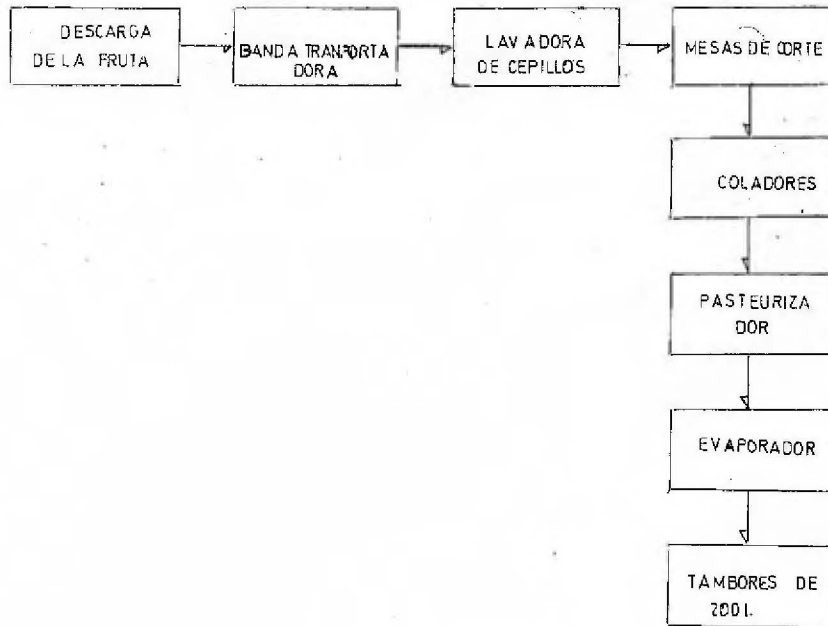 DESCARGA
DE LA FRUTA
BANDA TRANPORTA
DORA
LAVADORA
DE CEPILLOS
MESAS DE CORTE
COLADORES
PASTEURIZA
DOR
EVAPORADOR
TAMBORES DE
200L.